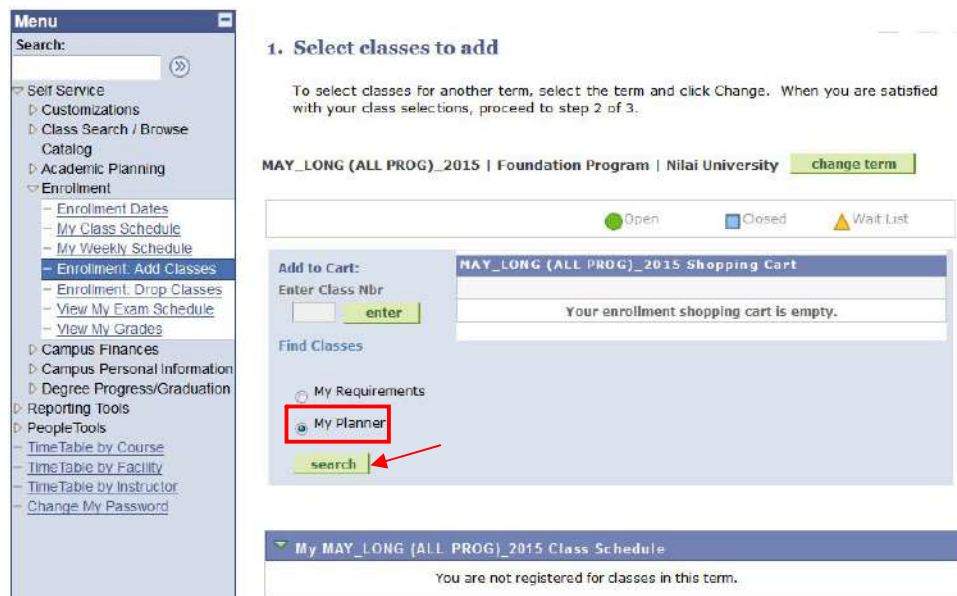 Menu
Search:
Self Service
Customizations
Class Search / Browse
Catalog
Academic Planning
Enrollment
Enrollment Dates
My Class Schedule
My Weekly Schedule
Enrollment: Add Classes
Enrollment: Drop Classes
View My Exam Schedule
View My Grades
Campus Finances
Campus Personal Information
Degree Progress/Graduation
Reporting Tools
PeopleTools
TimeTable by Course
TimeTable by Facility
TimeTable by Instructor
Change My Password
1. Select classes to add
To select classes for another term, select the term and click Change. When you are satisfied
with your class selections, proceed to step 2 of 3.
MAY_LONG (ALL PROG)_2015 | Foundation Program | Nilai University change term
Open Closed Wait List
Add to Cart:
Enter Class Nbr
enter
Find Classes
My Requirements
My Planner
search
MAY_LONG (ALL PROG)_2015 Shopping Cart
Your enrollment shopping cart is empty.
My MAY_LONG (ALL PROG)_2015 Class Schedule
You are not registered for classes in this term.